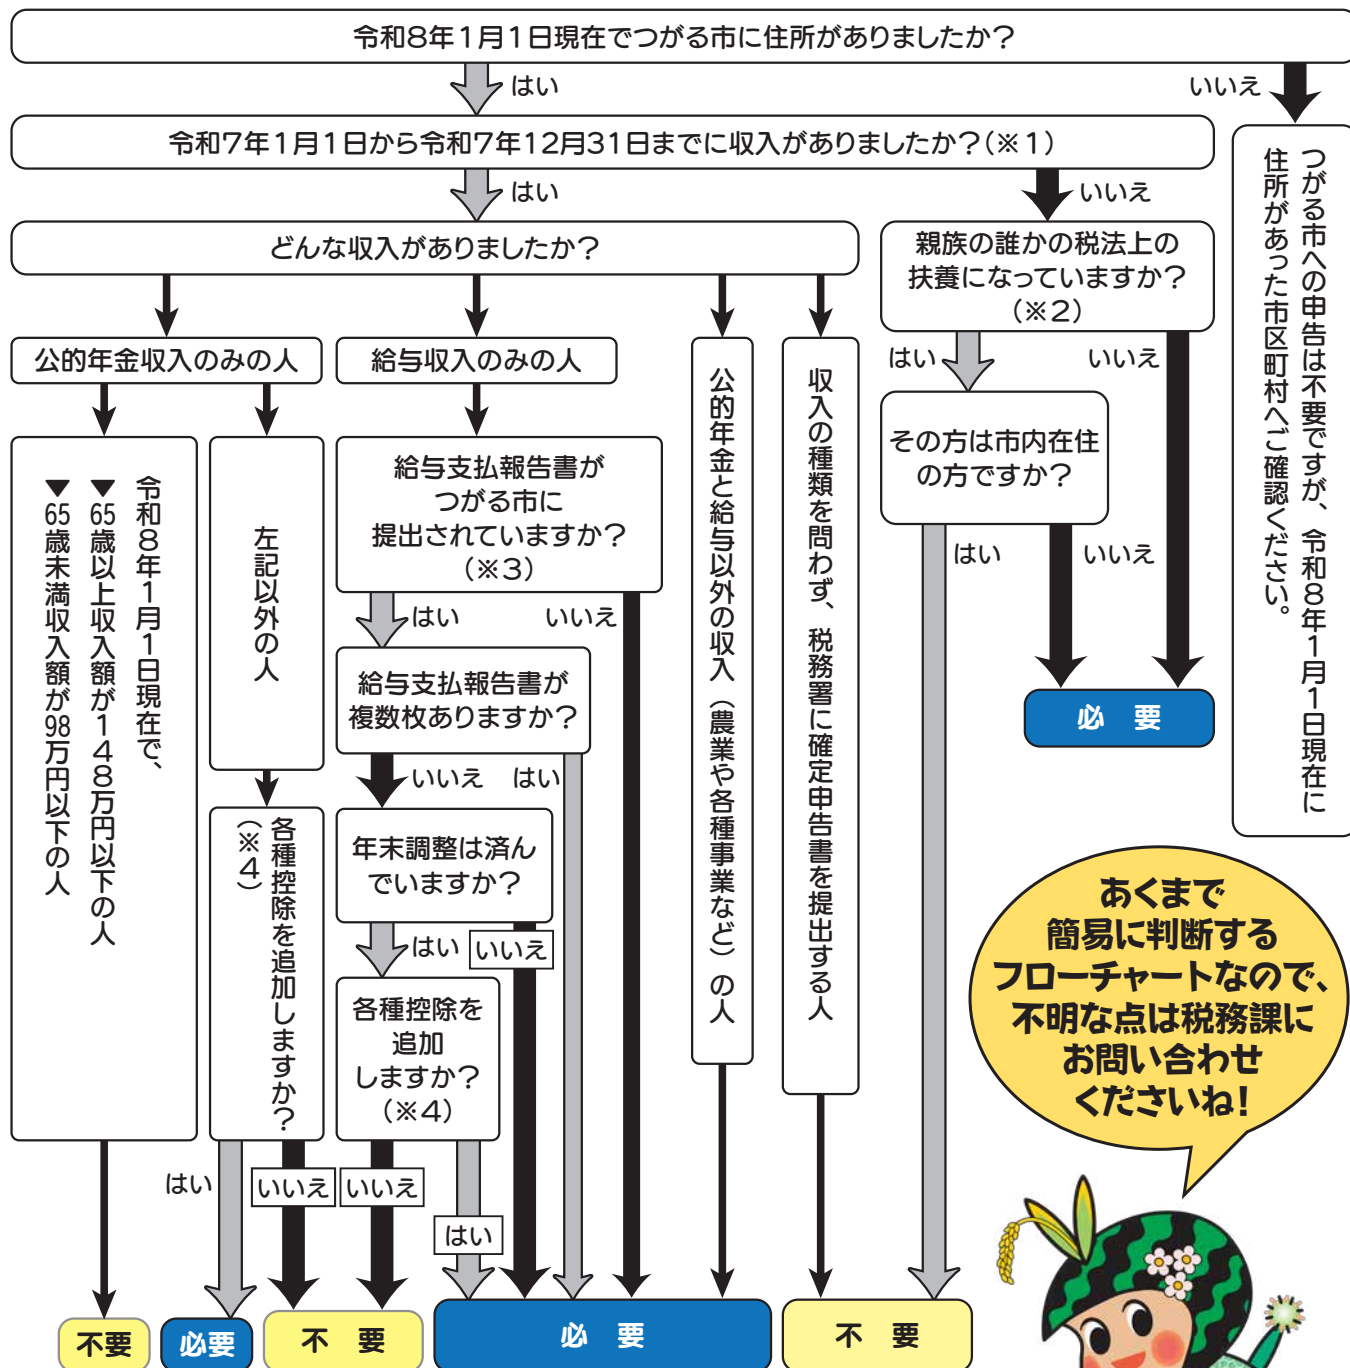 令和8年1月1日現在でつがる市に住所がありましたか？
はい
いいえ
令和7年1月1日から令和7年12月31日までに収入がありましたか？(※1)
はい
いいえ
つがる市への申告は不要ですが、令和8年1月1日現在に
住所があった市区町村へご確認ください。
どんな収入がありましたか？
親族の誰かの税法上の
扶養になっていますか？
(※2)
はい
いいえ
その方は市内在住
の方ですか？
はい
いいえ
必 要
公的年金収入のみの人
給与収入のみの人
公的年金と給与以外の収入（農業や各種事業など）の人
収入の種類を問わず、税務署に確定申告書を提出する人
令和8年1月1日現在で、
▼65歳以上収入額が148万円以下の人
▼65歳未満収入額が98万円以下の人
左記以外の人
各種控除を追加しますか？
(※4)
はい
いいえ
給与支払報告書が
つがる市に
提出されていますか？
(※3)
はい
いいえ
給与支払報告書が
複数枚ありますか？
いいえ
はい
年末調整は済ん
でいますか？
はい
いいえ
各種控除を
追加
しますか？
(※4)
いいえ
はい
不要
必要
不 要
必 要
不 要
あくまで
簡易に判断する
フローチャートなので、
不明な点は税務課に
お問い合わせ
くださいね！